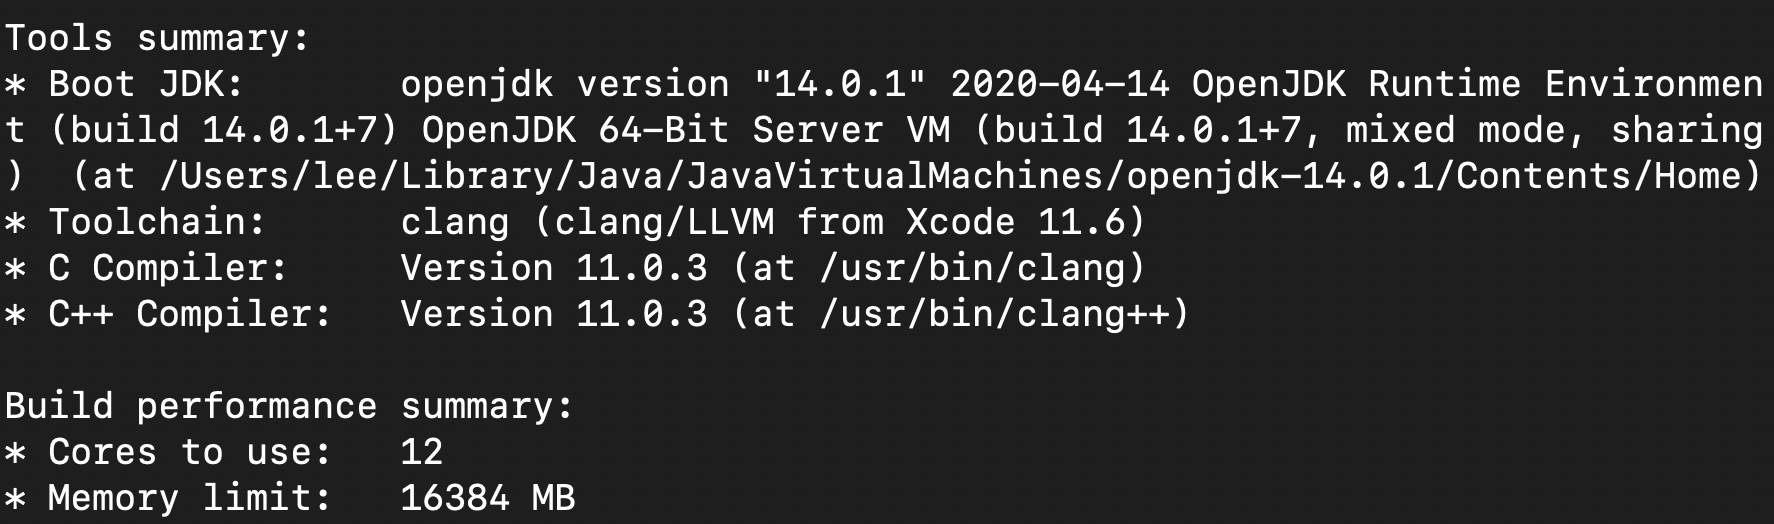 Tools summary:
* Boot JDK:       openjdk version "14.0.1" 2020-04-14 OpenJDK Runtime Environmen
t (build 14.0.1+7) OpenJDK 64-Bit Server VM (build 14.0.1+7, mixed mode, sharing
)  (at /Users/lee/Library/Java/JavaVirtualMachines/openjdk-14.0.1/Contents/Home)
* Toolchain:      clang (clang/LLVM from Xcode 11.6)
* C Compiler:     Version 11.0.3 (at /usr/bin/clang)
* C++ Compiler:   Version 11.0.3 (at /usr/bin/clang++)

Build performance summary:
* Cores to use:   12
* Memory limit:   16384 MB